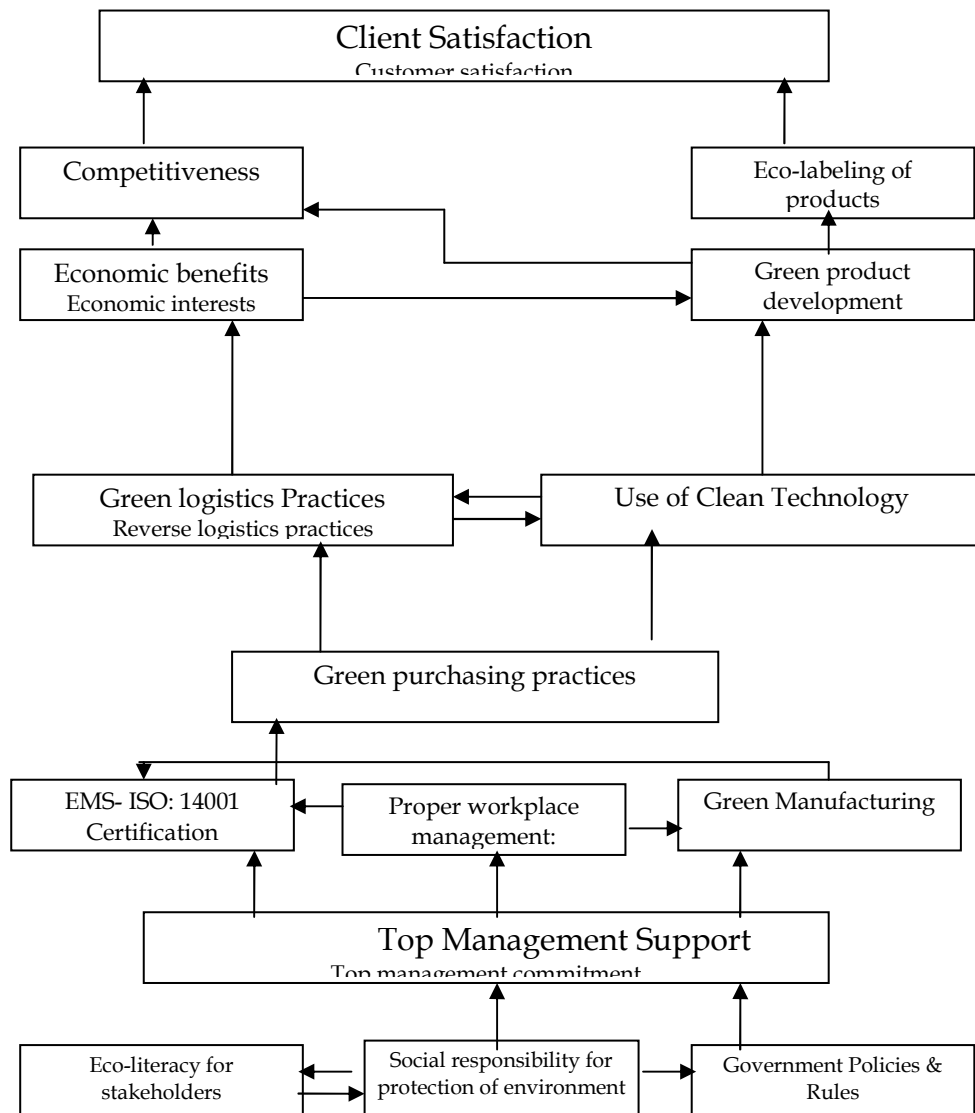 Client Satisfaction
Customer satisfaction
Competitiveness
Eco-labeling of
products
Economic benefits
Economic interests
Green product
development
Green logistics Practices
Reverse logistics practices
Use of Clean Technology
Green purchasing practices
EMS- ISO: 14001
Certification
Proper workplace
management:
Green Manufacturing
Top Management Support
Top management commitment
Eco-literacy for
stakeholders
Social responsibility for
protection of environment
Government Policies &
Rules